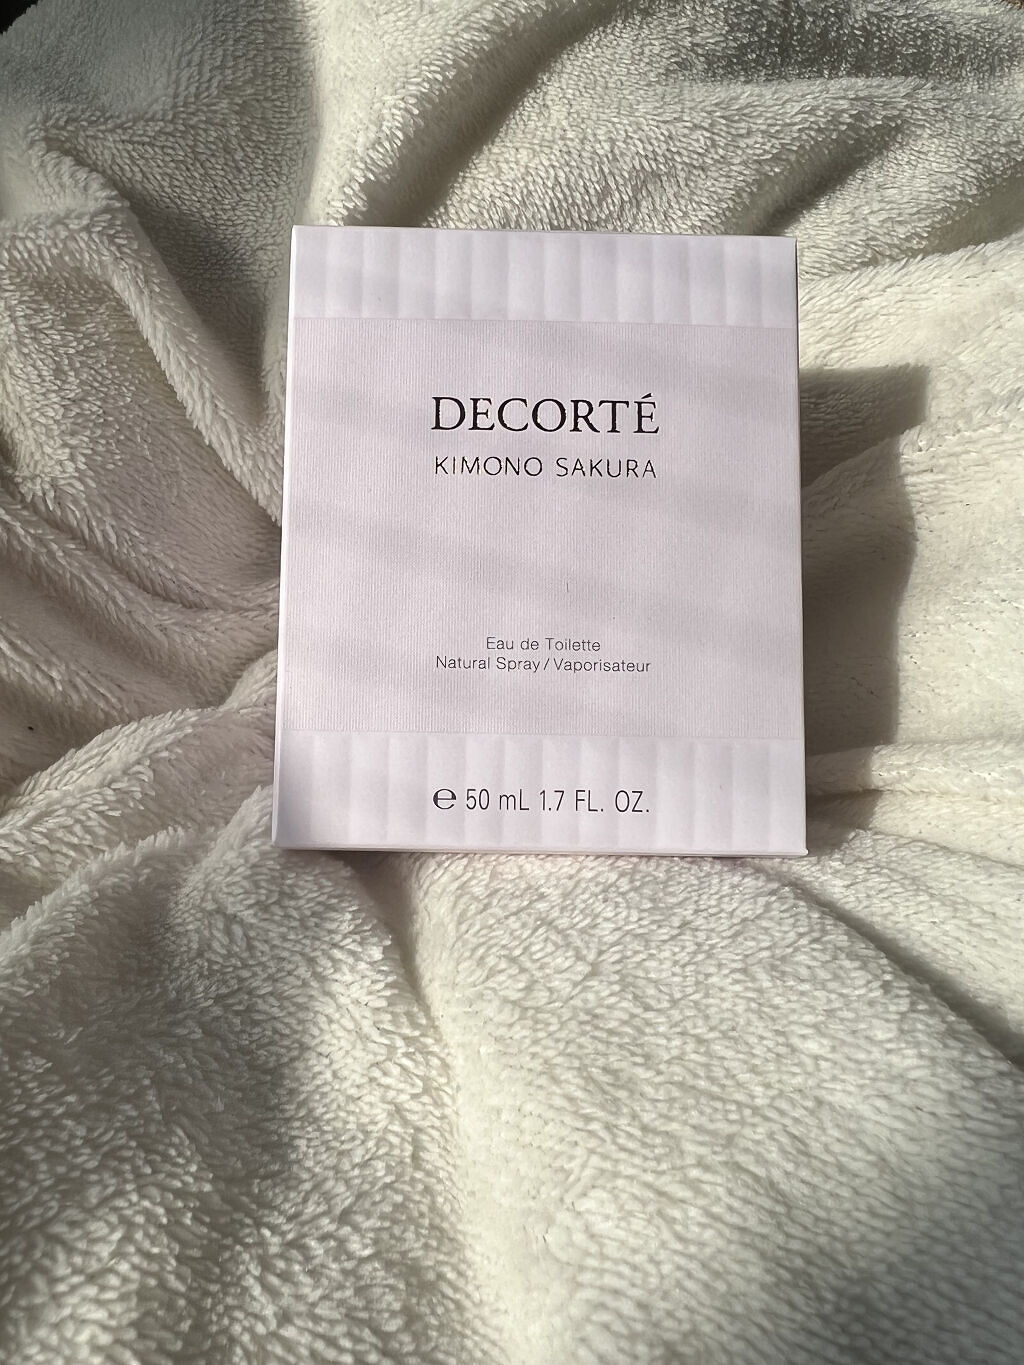 DECORTÉ
KIMONO SAKURA
Eau de Toilette
Natural Spray / Vaporisateur
℮ 50 mL 1.7 FL. OZ.